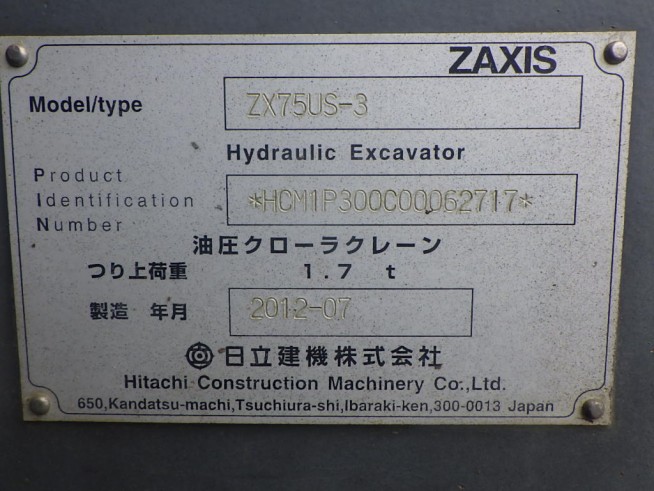 ZAXIS
Model/type ZX75US-3
Hydraulic Excavator
Product
Identification *HCM1P300C00062717*
Number
油圧クローラクレーン
つり上荷重 1.7 t
製造 年月 2012-07
日立建機株式会社
Hitachi Construction Machinery Co.,Ltd.
650,Kandatsu-machi,Tsuchiura-shi,Ibaraki-ken,300-0013 Japan